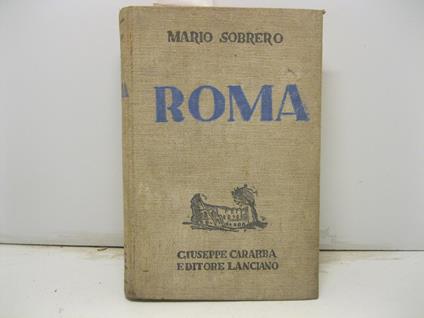 MARIO SOBRERO
ROMA
GIUSEPPE CARABBA
EDITORE LANCIANO